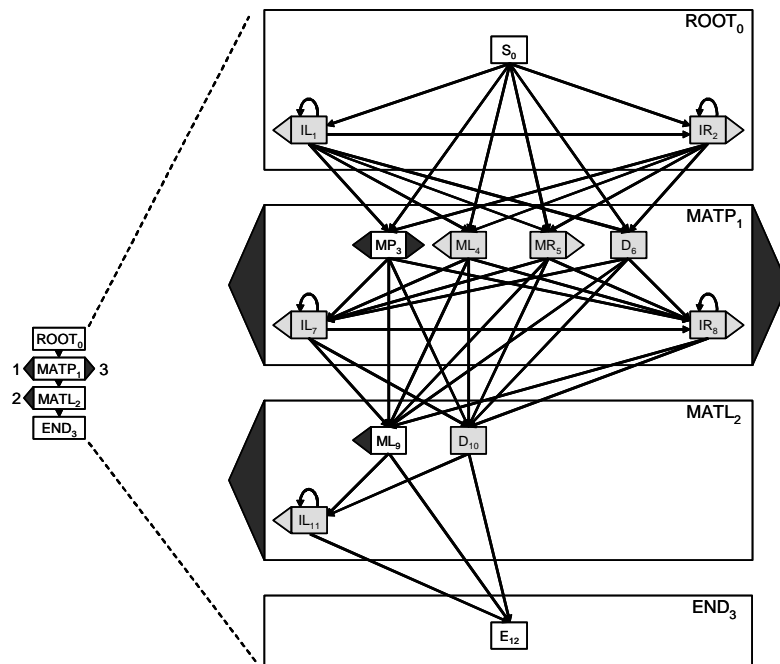 ROOT0
S0
IL1
IR2
MATP1
MP3
ML4
MR5
D6
IL7
IR8
ROOT0
1 MATP1 3
2 MATL2
END3
MATL2
ML9
D10
IL11
END3
E12